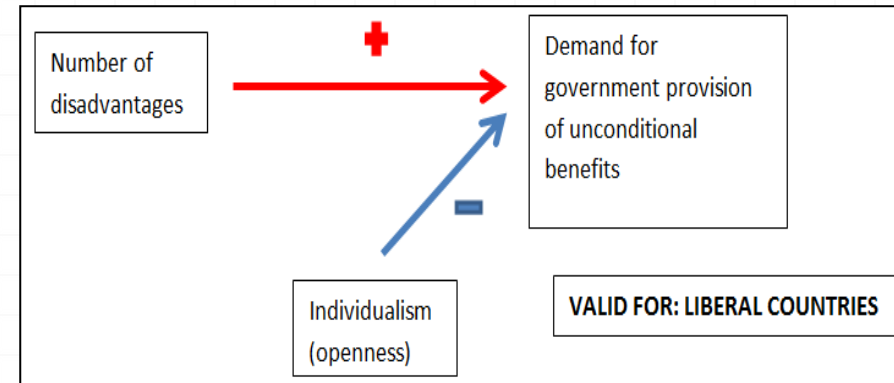 Number of
disadvantages
+
Demand for
government provision
of unconditional
benefits
-
Individualism
(openness)
VALID FOR: LIBERAL COUNTRIES